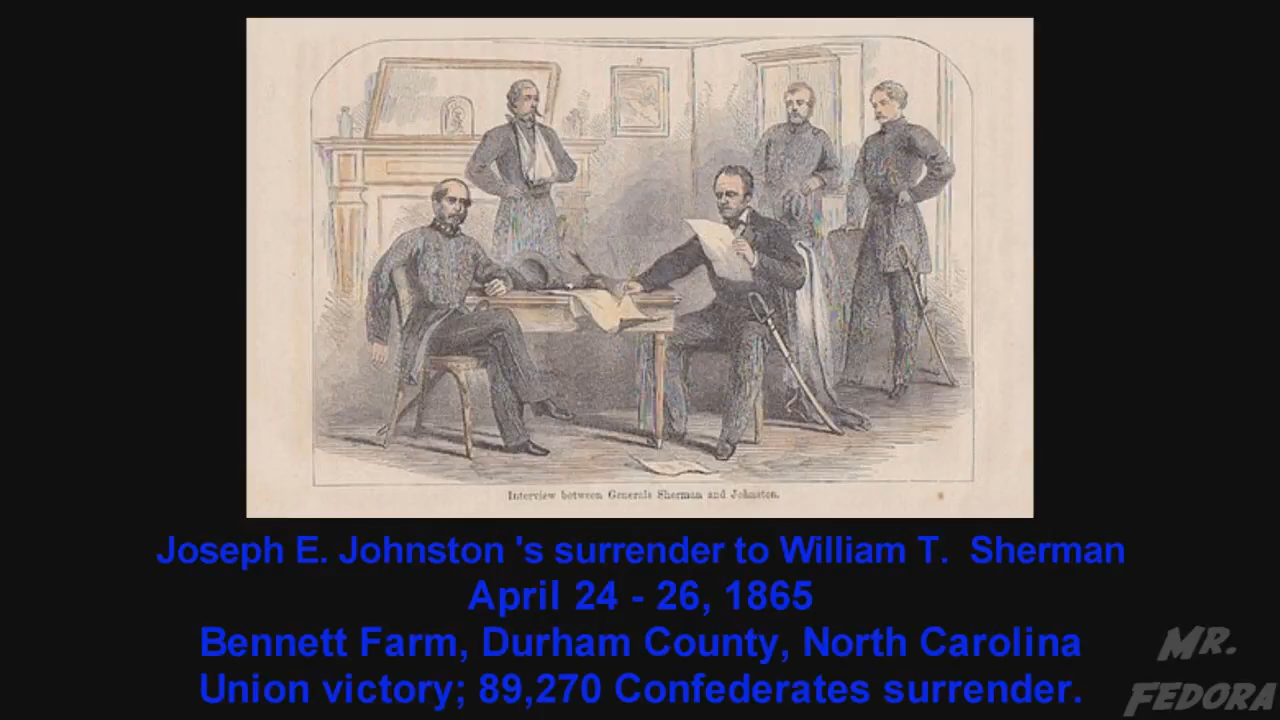 Interview between Generals Sherman and Johnston.
Joseph E. Johnston 's surrender to William T.  Sherman
April 24 - 26, 1865
Bennett Farm, Durham County, North Carolina
Union victory; 89,270 Confederates surrender.
MR.
FEDORA